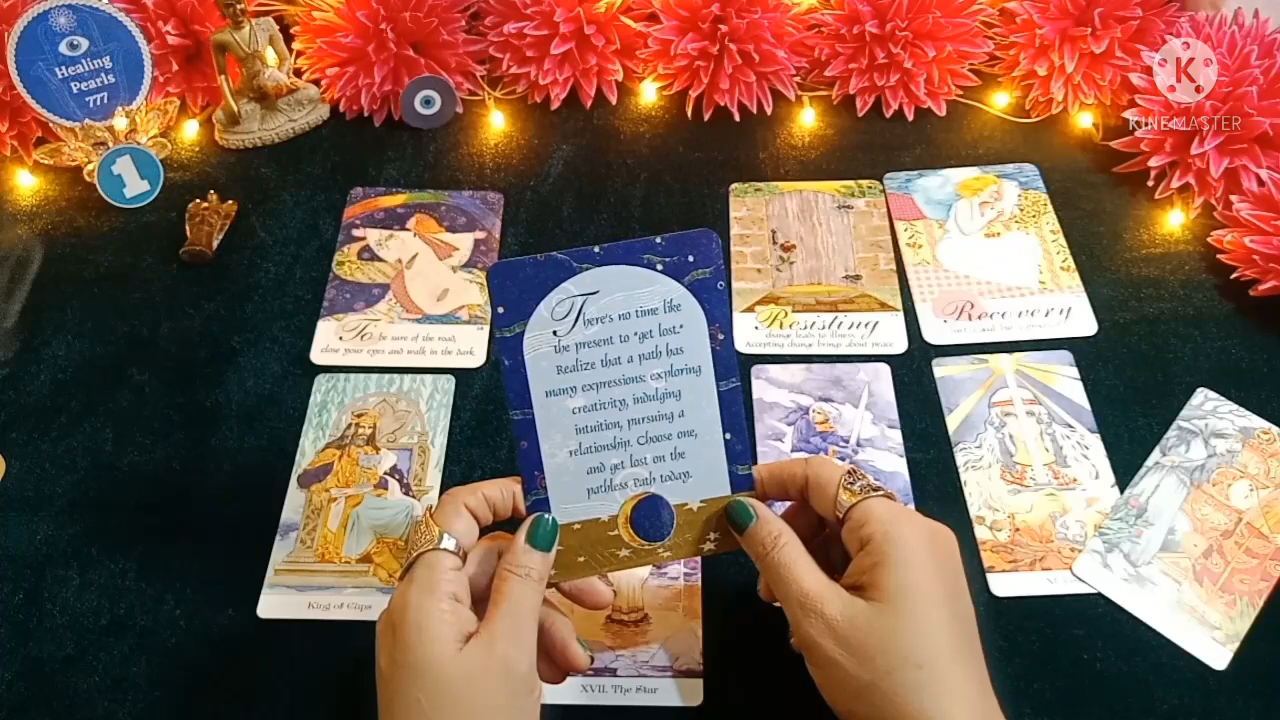 Healing
Pearls
777
1
K
KINEMASTER
To be sure of the road,
close your eyes and walk in the dark.
There's no time like
the present to "get lost."
Realize that a path has
many expressions: exploring
creativity, indulging
intuition, pursuing a
relationship. Choose one,
and get lost on the
pathless path today.
Resisting
change leads to illness.
Accepting change brings about peace
Recovery
King of Cups
XVII. The Star